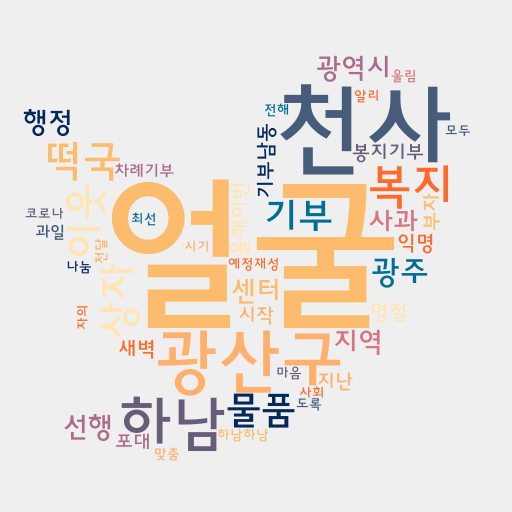 광역시
울림
행정
전해
알리
천사
모두
떡국
차례기부
기부남동
봉지기부
복지
이웃
얼굴
최선
올해이번
기부
사과
부자
코로나
과일
전달
시기
익명
나눔
예정재성
광주
상자
센터
명절
자의
시작
새벽
광산구
지역
마음
지난
사회
하남
물품
도록
선행
포대
하남하남
맞춤